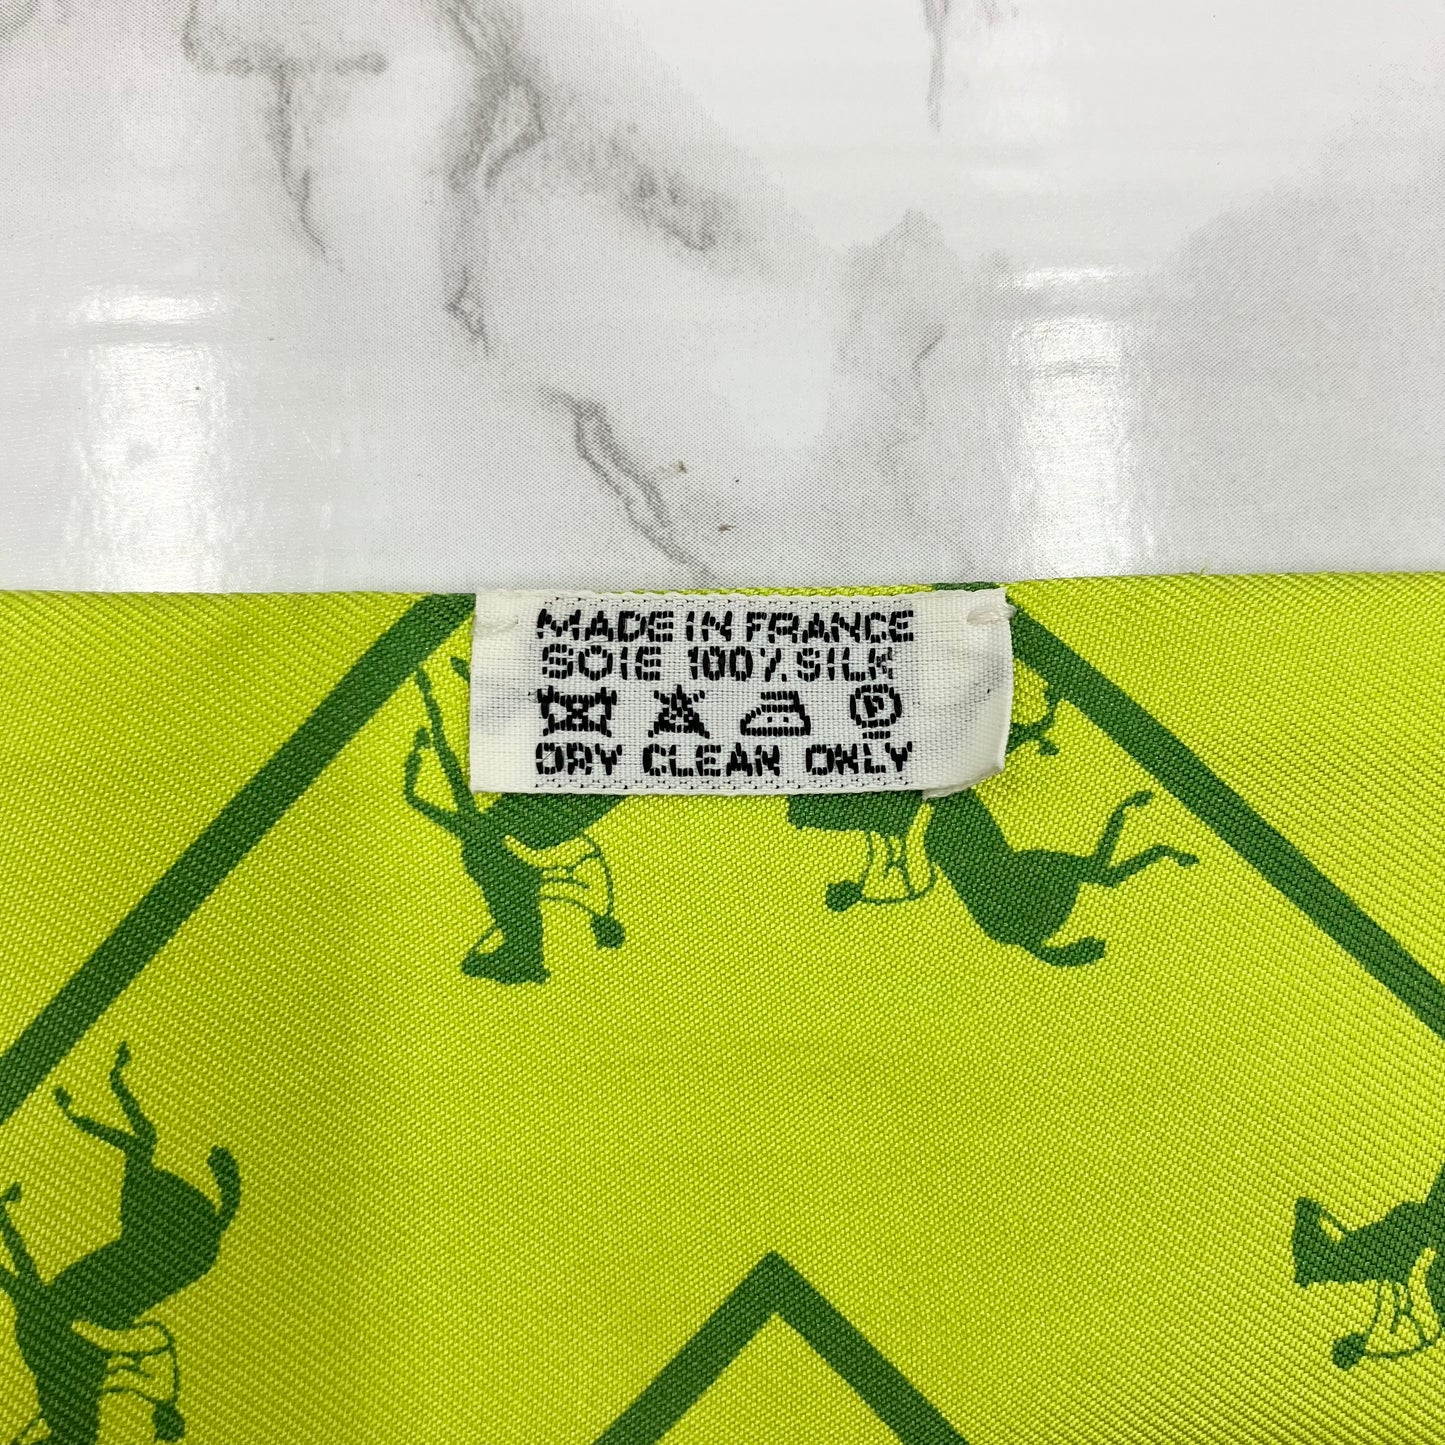 MADE IN FRANCE
SOIE 100% SILK
P
DRY CLEAN ONLY